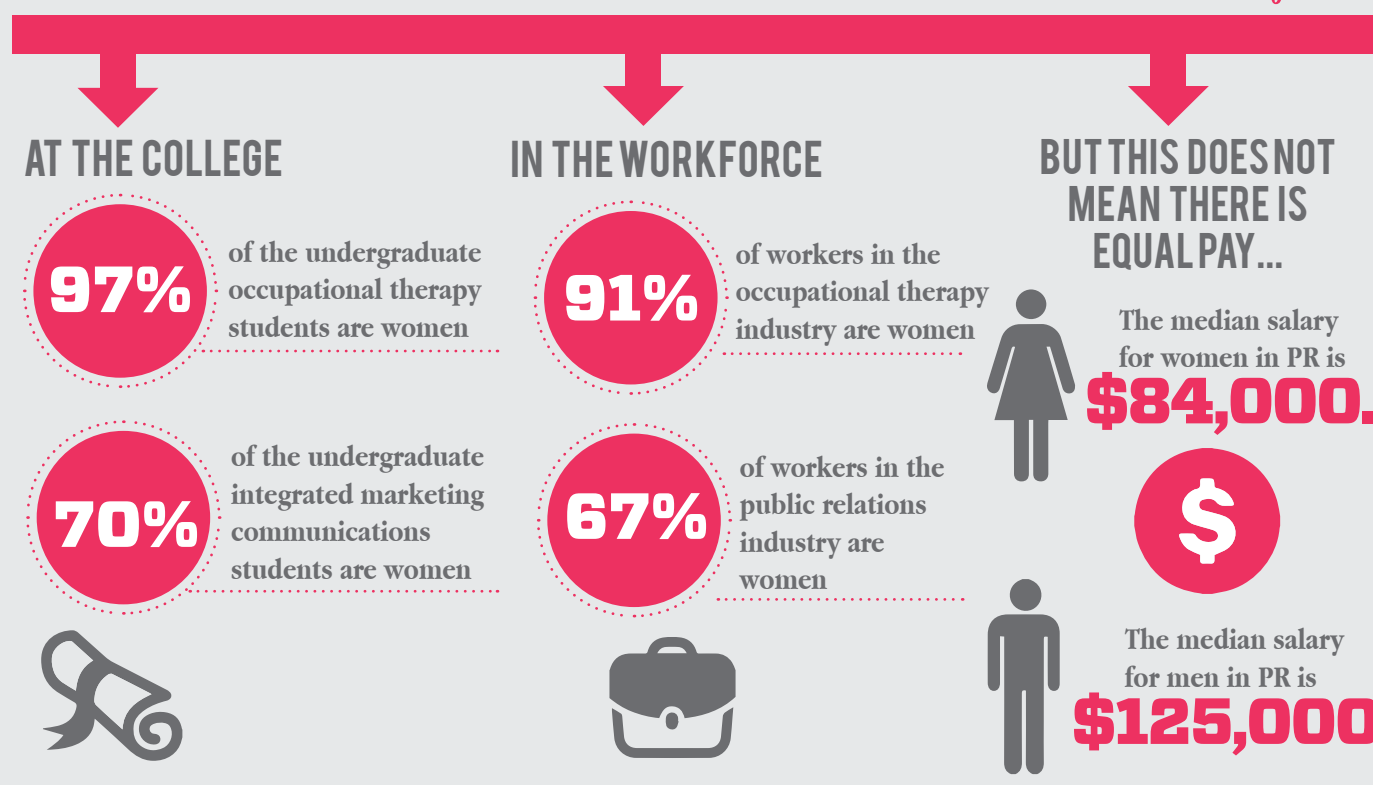 AT THE COLLEGE
97%
of the undergraduate
occupational therapy
students are women
70%
of the undergraduate
integrated marketing
communications
students are women
IN THE WORKFORCE
91%
of workers in the
occupational therapy
industry are women
67%
of workers in the
public relations
industry are
women
BUT THIS DOES NOT
MEAN THERE IS
EQUAL PAY...
The median salary
for women in PR is
$84,000.
$
The median salary
for men in PR is
$125,000